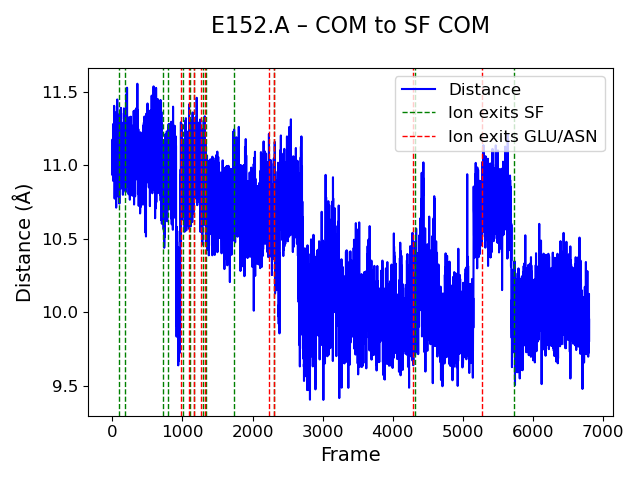 E152.A – COM to SF COM
Distance
Ion exits SF
Ion exits GLU/ASN
Distance (Å)
11.5
11.0
10.5
10.0
9.5
0 1000 2000 3000 4000 5000 6000 7000
Frame